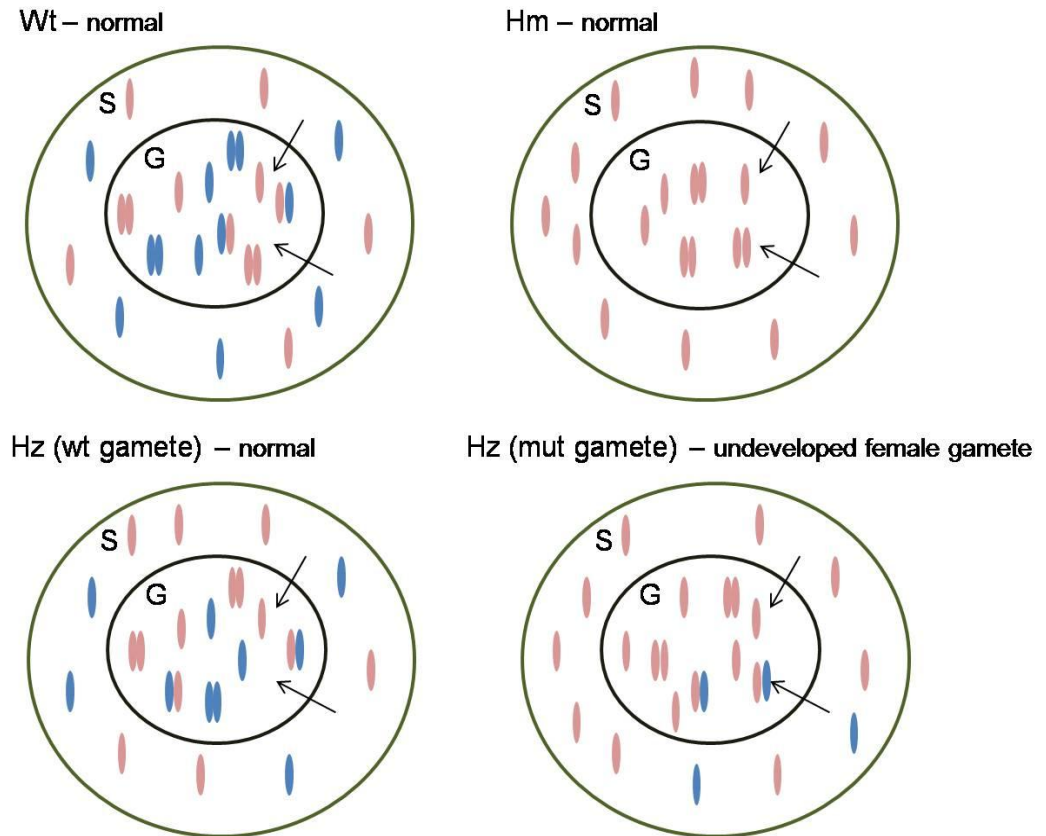 Wt – normal
Hm – normal
S
G
S
G
Hz (wt gamete) – normal
Hz (mut gamete) – undeveloped female gamete
S
G
S
G